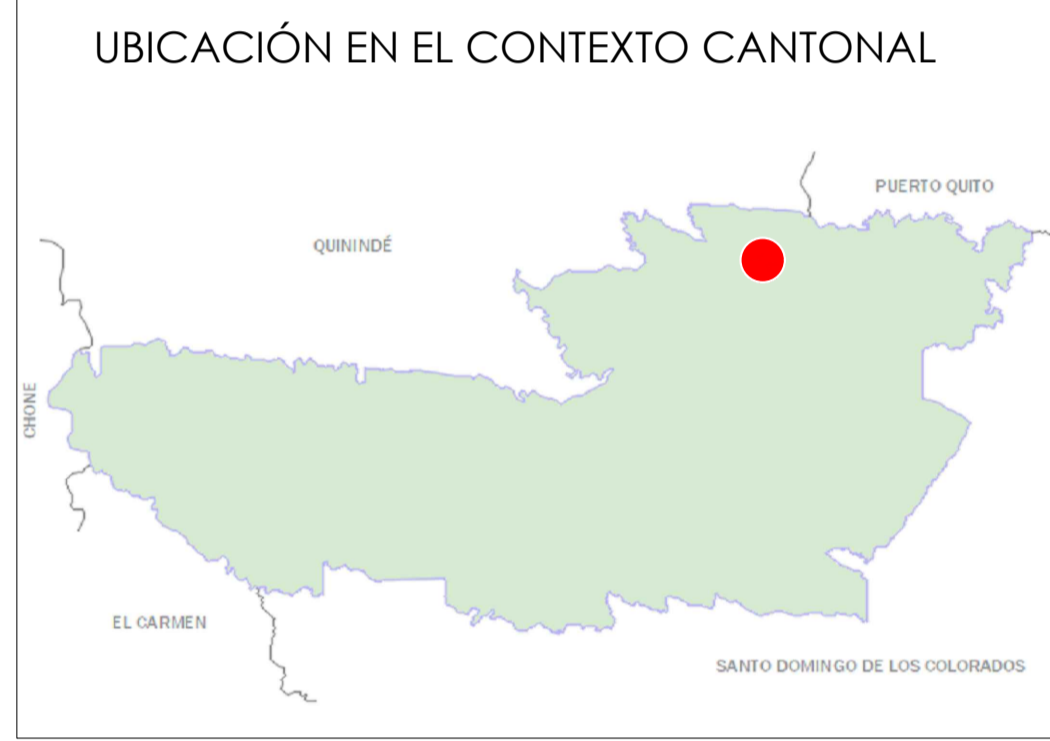 UBICACIÓN EN EL CONTEXTO CANTONAL
PUERTO QUITO
QUININDÉ
CHONE
EL CARMEN
SANTO DOMINGO DE LOS COLORADOS